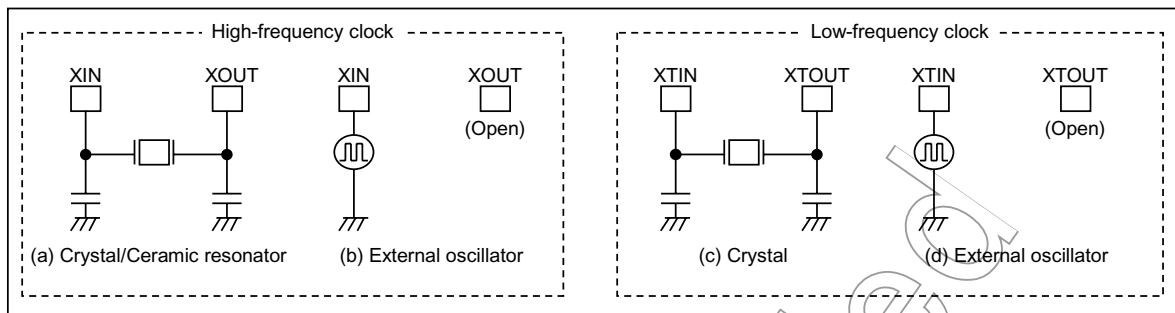 High-frequency clock
XIN XOUT XIN XOUT
(Open)
(a) Crystal/Ceramic resonator (b) External oscillator
Low-frequency clock
XTIN XTOUT XTIN XTOUT
(Open)
(c) Crystal (d) External oscillator